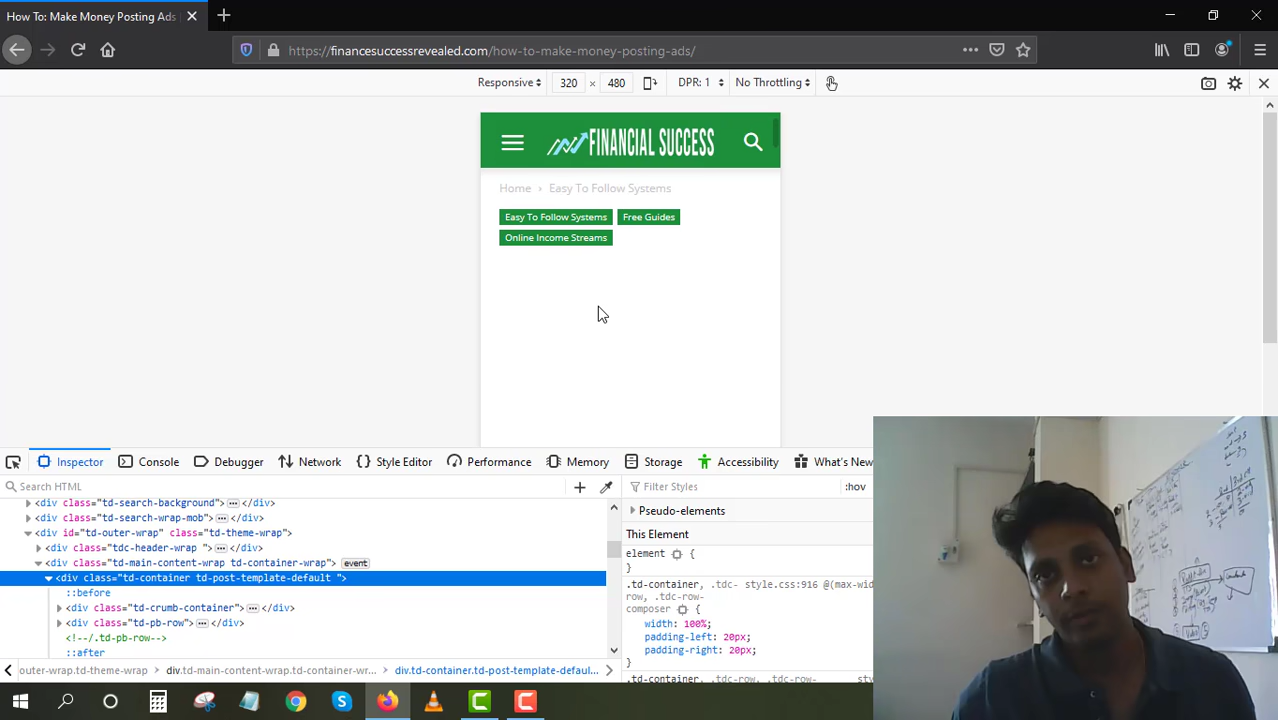 How To: Make Money Posting Ads
https://financesuccessrevealed.com/how-to-make-money-posting-ads/
Responsive 320 × 480 DPR: 1 No Throttling
FINANCIAL SUCCESS
Home › Easy To Follow Systems
Easy To Follow Systems Free Guides
Online Income Streams
Inspector Console Debugger Network Style Editor Performance Memory Storage Accessibility What's New
Search HTML
Filter Styles :hov
<div class="td-search-background">…</div>
<div class="td-search-wrap-mob">…</div>
<div id="td-outer-wrap" class="td-theme-wrap">
<div class="tdc-header-wrap ">…</div>
<div class="td-main-content-wrap td-container-wrap"> event
<div class="td-container td-post-template-default ">
::before
<div class="td-crumb-container">…</div>
<div class="td-pb-row">…</div>
<!--/.td-pb-row-->
::after
outer-wrap.td-theme-wrap div.td-main-content-wrap.td-container-wr... div.td-container.td-post-template-defaul...
Pseudo-elements
This Element
element {
}
.td-container, .tdc- style.css:916 @(max-wid
row, .tdc-row-
composer {
width: 100%;
padding-left: 20px;
padding-right: 20px;
}
.td-container, .tdc-row, .tdc-row- sty